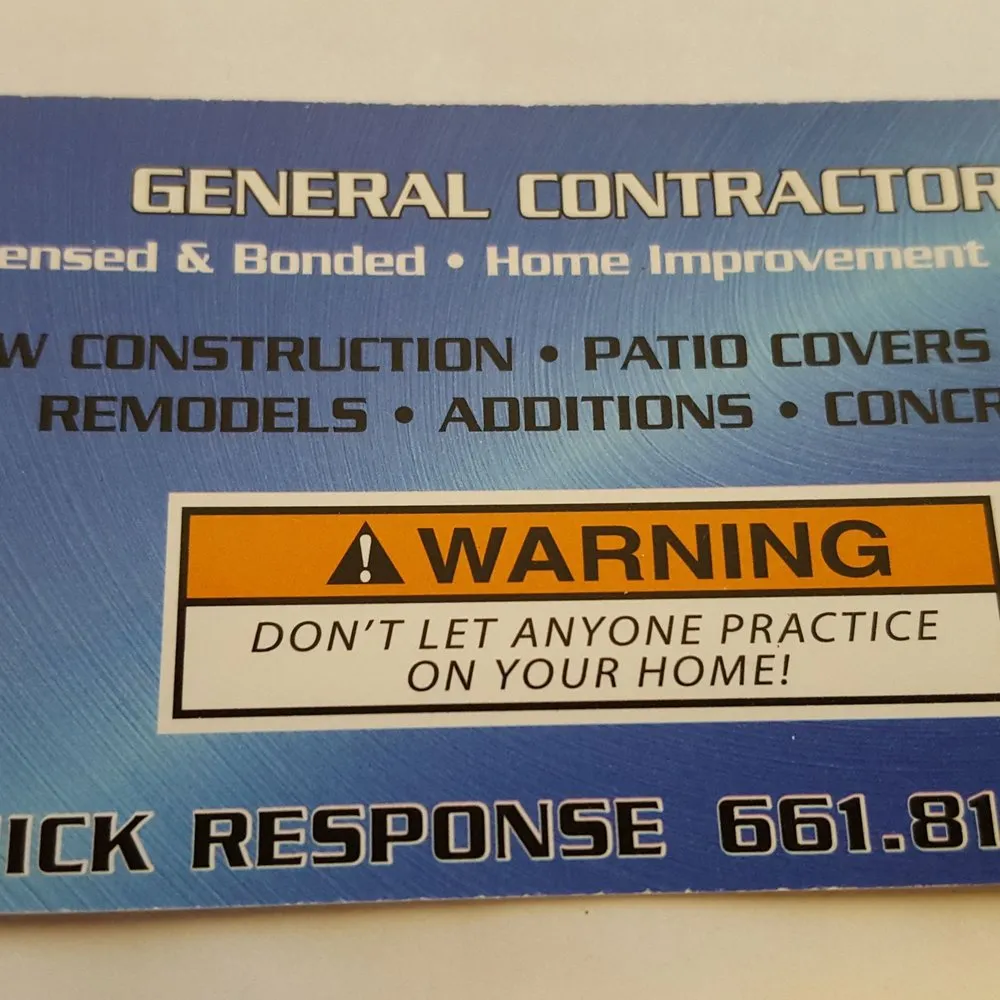 GENERAL CONTRACTOR
ensed & Bonded • Home Improvement
W CONSTRUCTION • PATIO COVERS
REMODELS • ADDITIONS • CONCR
WARNING
DON'T LET ANYONE PRACTICE
ON YOUR HOME!
ICK RESPONSE 661.81